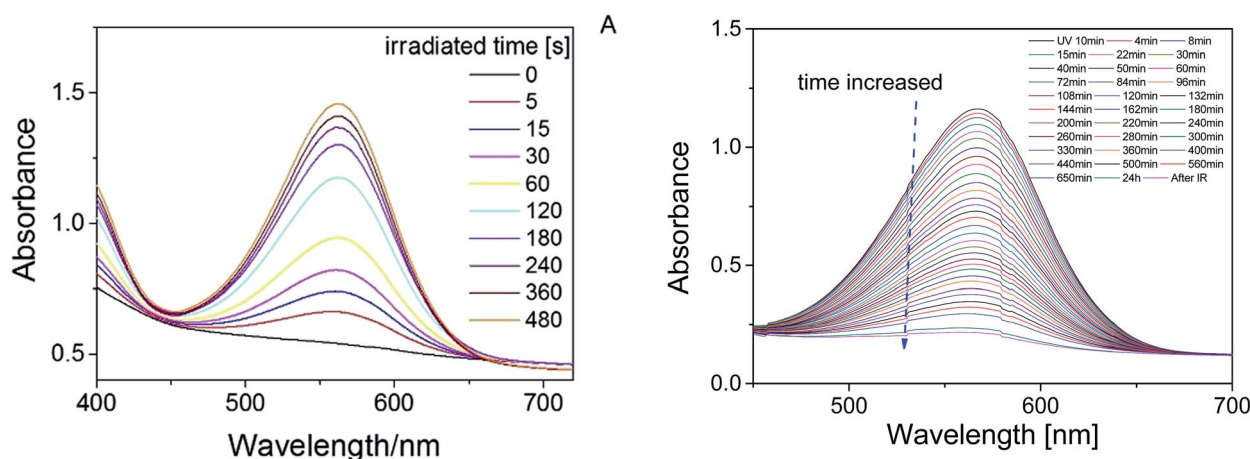 irradiated time [s]
0
5
15
30
60
120
180
240
360
480
Absorbance
1.5
1.0
0.5
400 500 600 700
Wavelength/nm
A
time increased
UV 10min 4min 8min
15min 22min 30min
40min 50min 60min
72min 84min 96min
108min 120min 132min
144min 162min 180min
200min 220min 240min
260min 280min 300min
330min 360min 400min
440min 500min 560min
650min 24h After IR
Absorbance
1.5
1.0
0.5
0.0
500 600 700
Wavelength [nm]